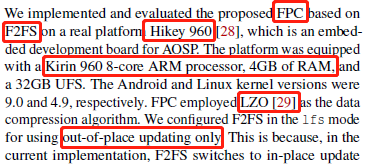 We implemented and evaluated the proposed FPC based on
F2FS on a real platform Hikey 960 [28], which is an embed-
ded development board for AOSP. The platform was equipped
with a Kirin 960 8-core ARM processor, 4GB of RAM, and
a 32GB UFS. The Android and Linux kernel versions were
9.0 and 4.9, respectively. FPC employed LZO [29] as the data
compression algorithm. We configured F2FS in the lfs mode
for using out-of-place updating only. This is because, in the
current implementation, F2FS switches to in-place update